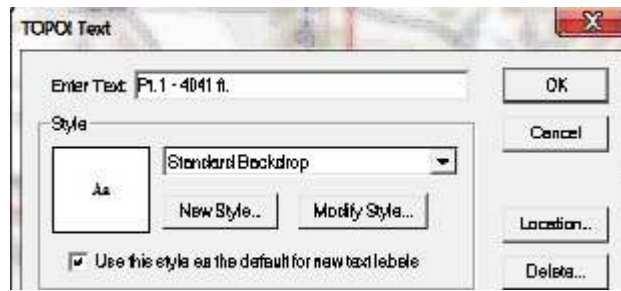 TOPO! Text
Enter Text: Pt.1 - 4041 ft.
OK
Style
Cancel
Standard Backdrop
Aa
New Style...
Modify Style...
Location...
Use this style as the default for new text labels
Delete...